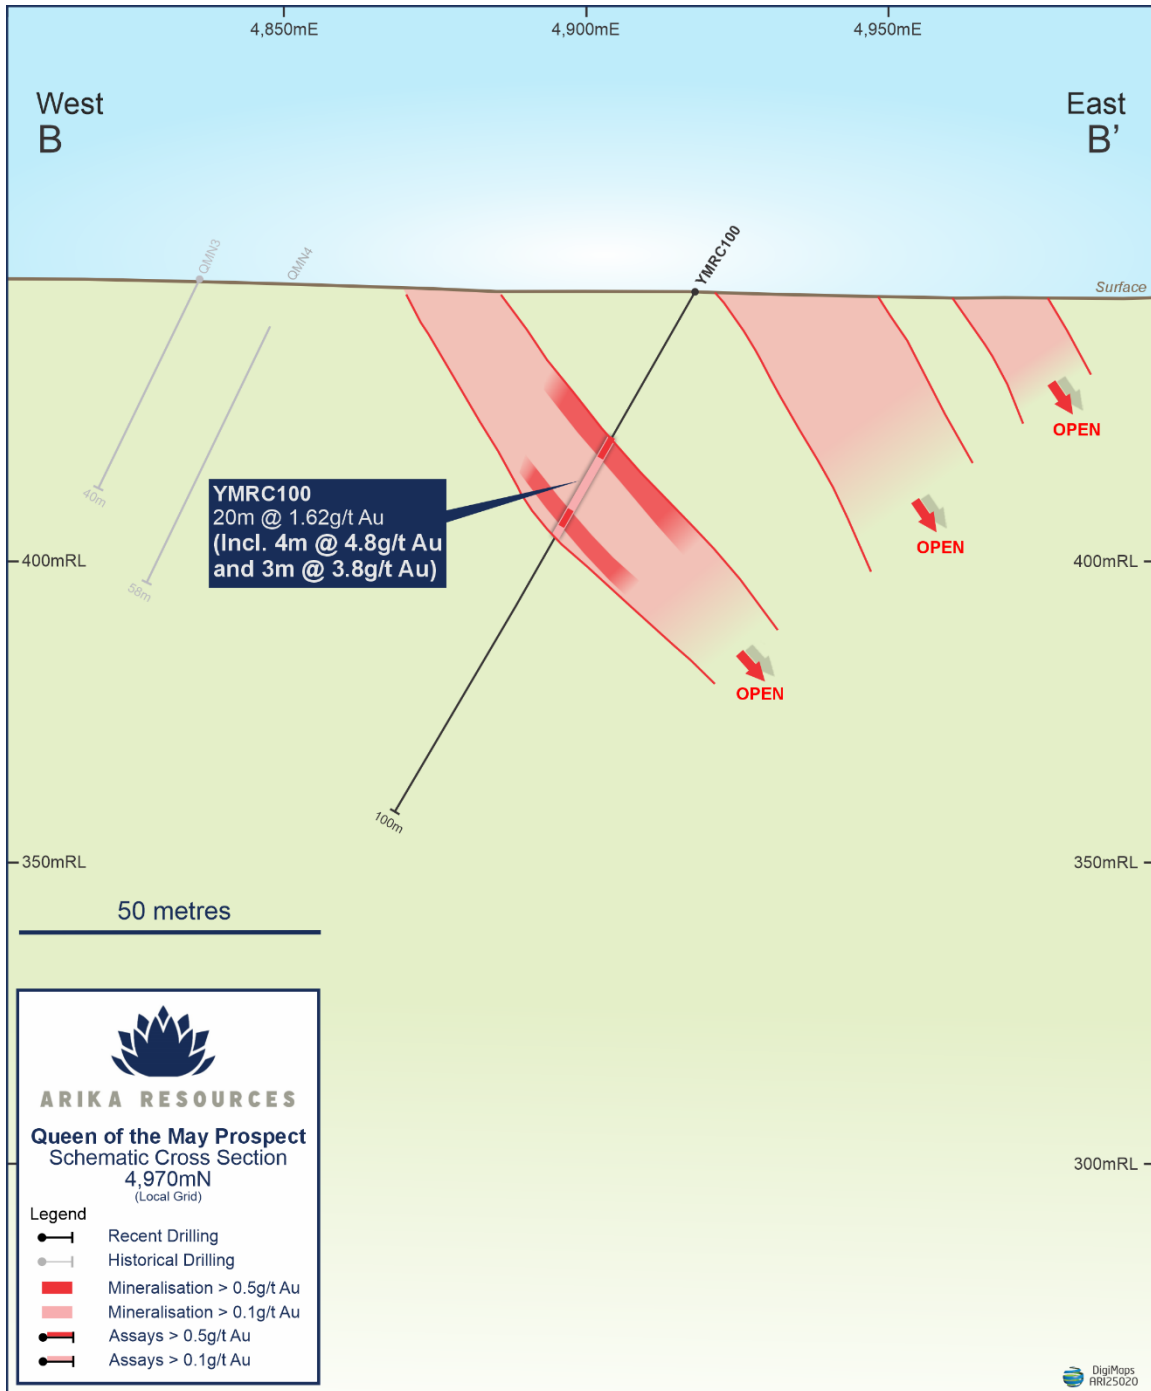 4,850mE
4,900mE
4,950mE
West
B
East
B’
QMN3
QMN4
YMRC100
Surface
40m
58m
YMRC100
20m @ 1.62g/t Au
(Incl. 4m @ 4.8g/t Au
and 3m @ 3.8g/t Au)
OPEN
OPEN
OPEN
400mRL
400mRL
100m
350mRL
350mRL
50 metres
300mRL
ARIKA RESOURCES
Queen of the May Prospect
Schematic Cross Section
4,970mN
(Local Grid)
Legend
Recent Drilling
Historical Drilling
Mineralisation > 0.5g/t Au
Mineralisation > 0.1g/t Au
Assays > 0.5g/t Au
Assays > 0.1g/t Au
DigiMaps
ARI25020